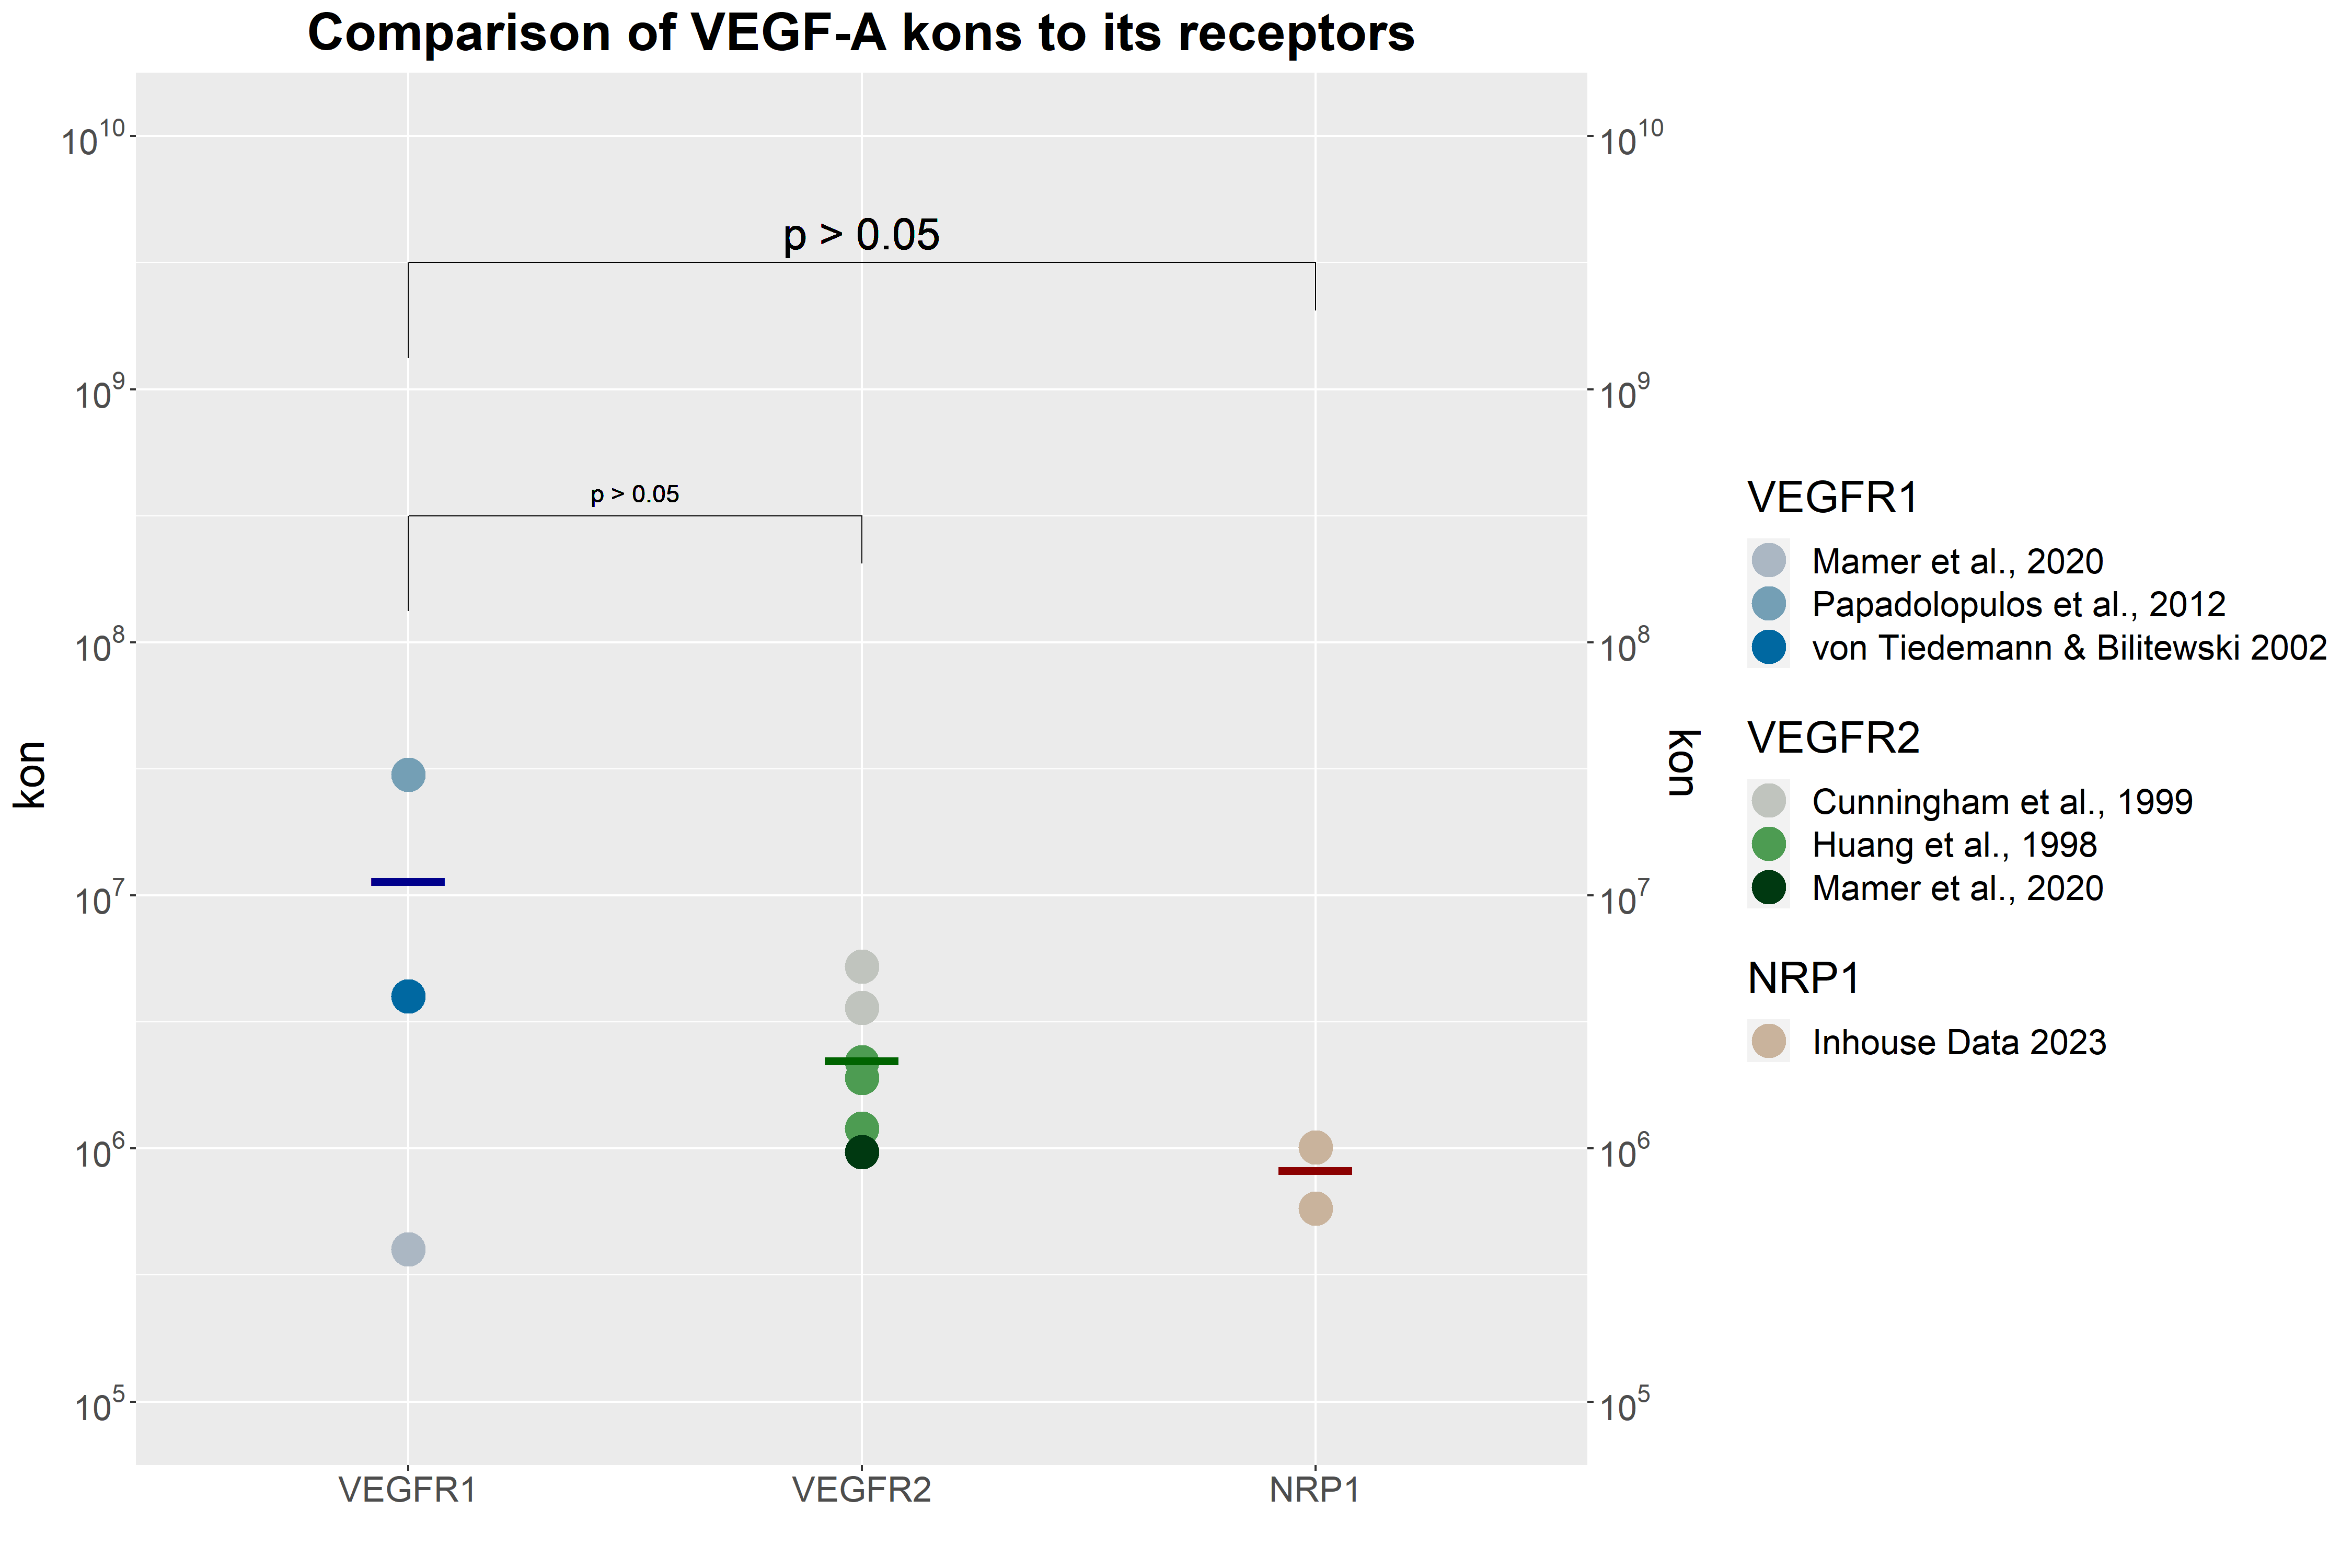 Comparison of VEGF-A kons to its receptors
10^10
10^9
10^8
10^7
10^6
10^5
kon
p > 0.05
p > 0.05
VEGFR1
VEGFR2
NRP1
10^10
10^9
10^8
10^7
10^6
10^5
kon
VEGFR1
Mamer et al., 2020
Papadolopulos et al., 2012
von Tiedemann & Bilitewski 2002
VEGFR2
Cunningham et al., 1999
Huang et al., 1998
Mamer et al., 2020
NRP1
Inhouse Data 2023